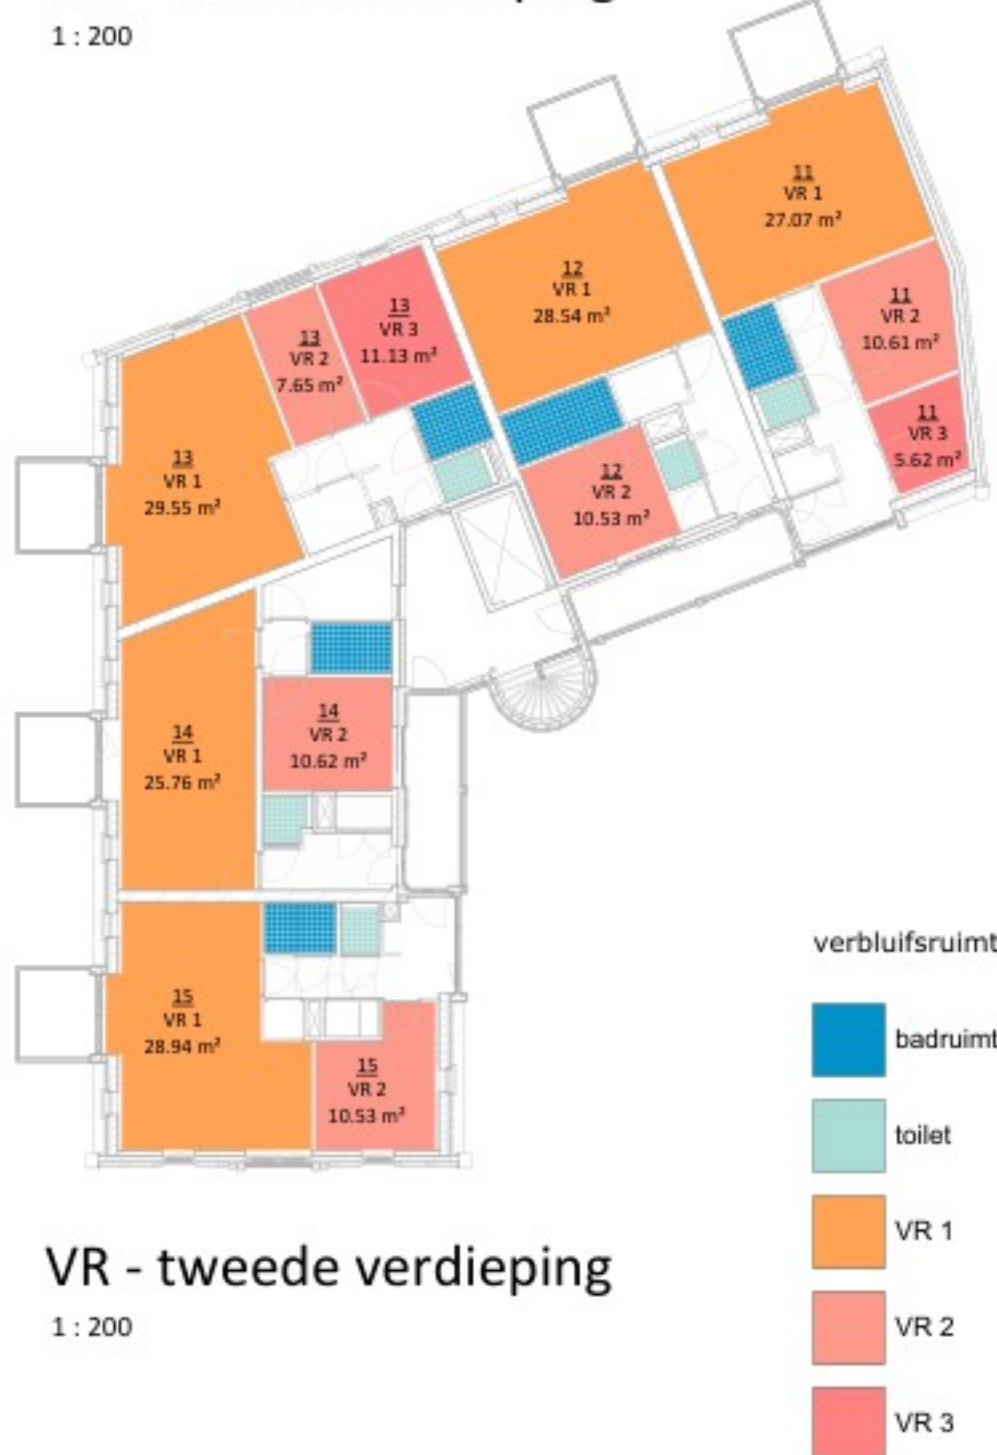 1 : 200
11
VR 1
27.07 m²
12
VR 1
28.54 m²
11
VR 2
10.61 m²
13
VR 3
11.13 m²
13
VR 2
7.65 m²
11
VR 3
5.62 m²
13
VR 1
29.55 m²
12
VR 2
10.53 m²
14
VR 1
25.76 m²
14
VR 2
10.62 m²
15
VR 1
28.94 m²
15
VR 2
10.53 m²
verbluifsruimt
badruimt
toilet
VR 1
VR 2
VR 3
VR - tweede verdieping
1 : 200